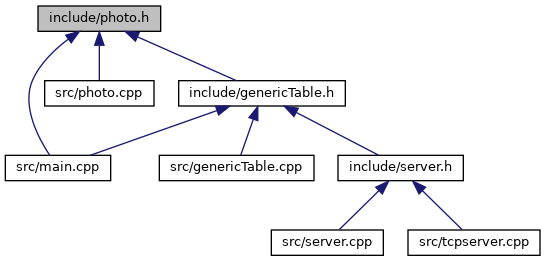 include/photo.h
src/photo.cpp
include/genericTable.h
src/main.cpp
src/genericTable.cpp
include/server.h
src/server.cpp
src/tcpserver.cpp